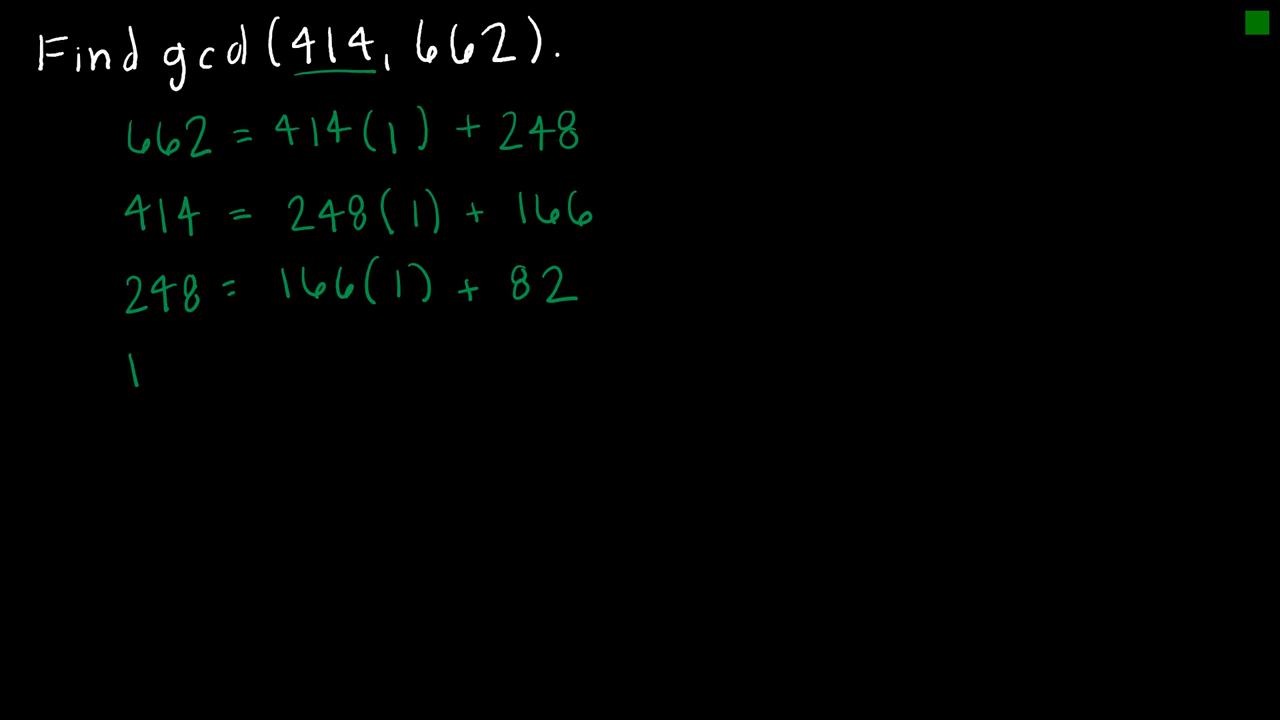 Find gcd(414, 662).
662 = 414(1) + 248
414 = 248(1) + 166
248 = 166(1) + 82
1